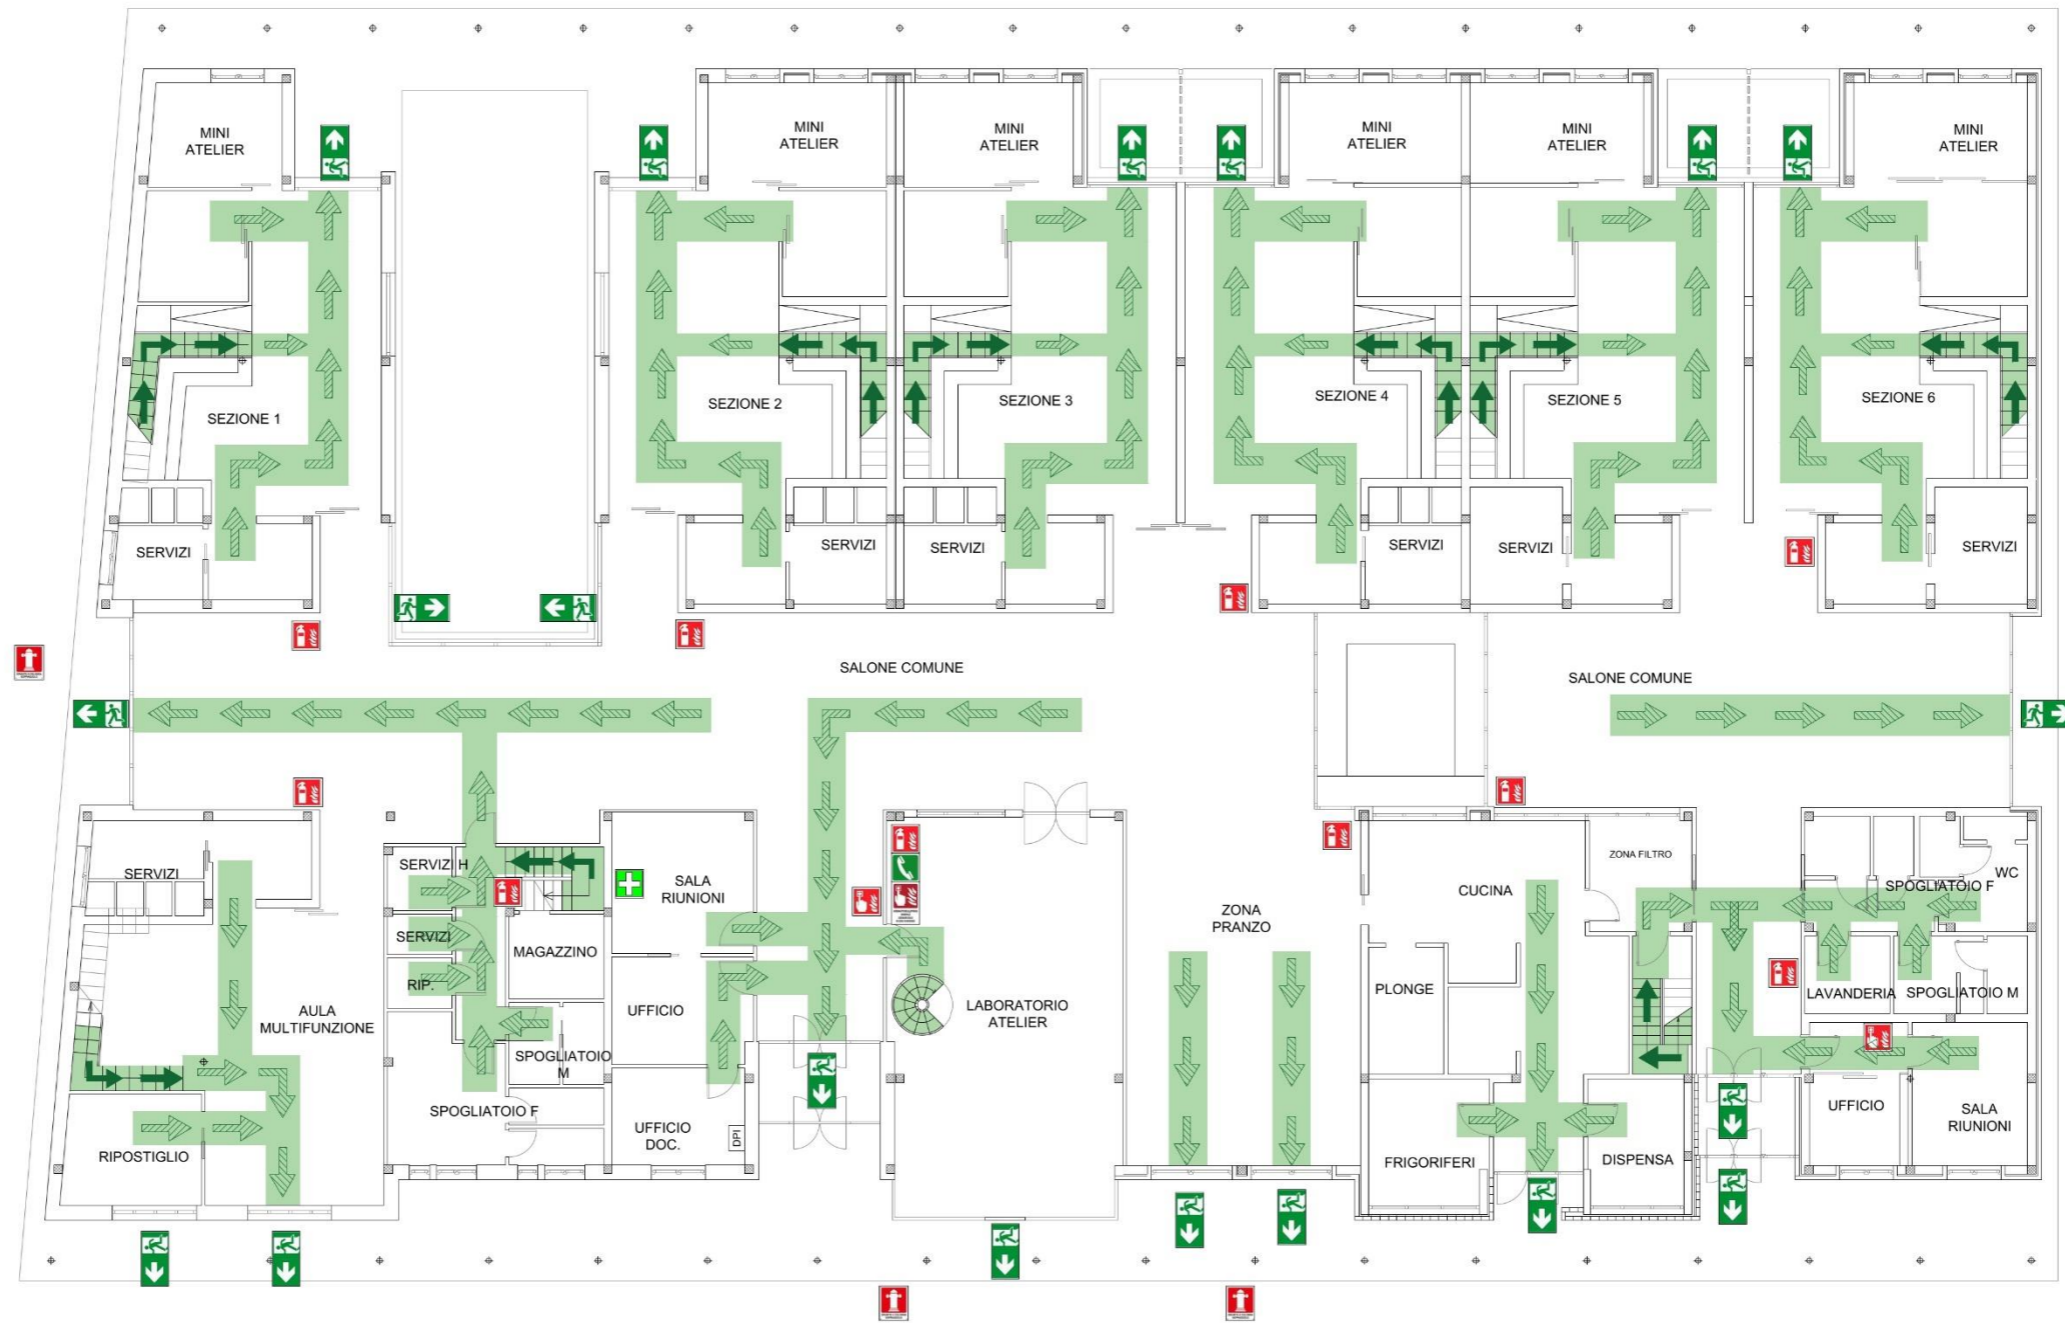 MINI
ATELIER
MINI
ATELIER
MINI
ATELIER
MINI
ATELIER
MINI
ATELIER
MINI
ATELIER
SEZIONE 1
SEZIONE 2
SEZIONE 3
SEZIONE 4
SEZIONE 5
SEZIONE 6
SERVIZI
SERVIZI
SERVIZI
SERVIZI
SERVIZI
SERVIZI
SALONE COMUNE
SALONE COMUNE
SERVIZI
SERVIZI H
SERVIZI
RIP.
AULA
MULTIFUNZIONE
MAGAZZINO
SPOGLIATOIO
M
SPOGLIATOIO F
RIPOSTIGLIO
SALA
RIUNIONI
UFFICIO
UFFICIO
DOC.
DPI
LABORATORIO
ATELIER
ZONA
PRANZO
CUCINA
ZONA FILTRO
PLONGE
FRIGORIFERI
DISPENSA
WC
SPOGLIATOIO F
LAVANDERIA
SPOGLIATOIO M
UFFICIO
SALA
RIUNIONI